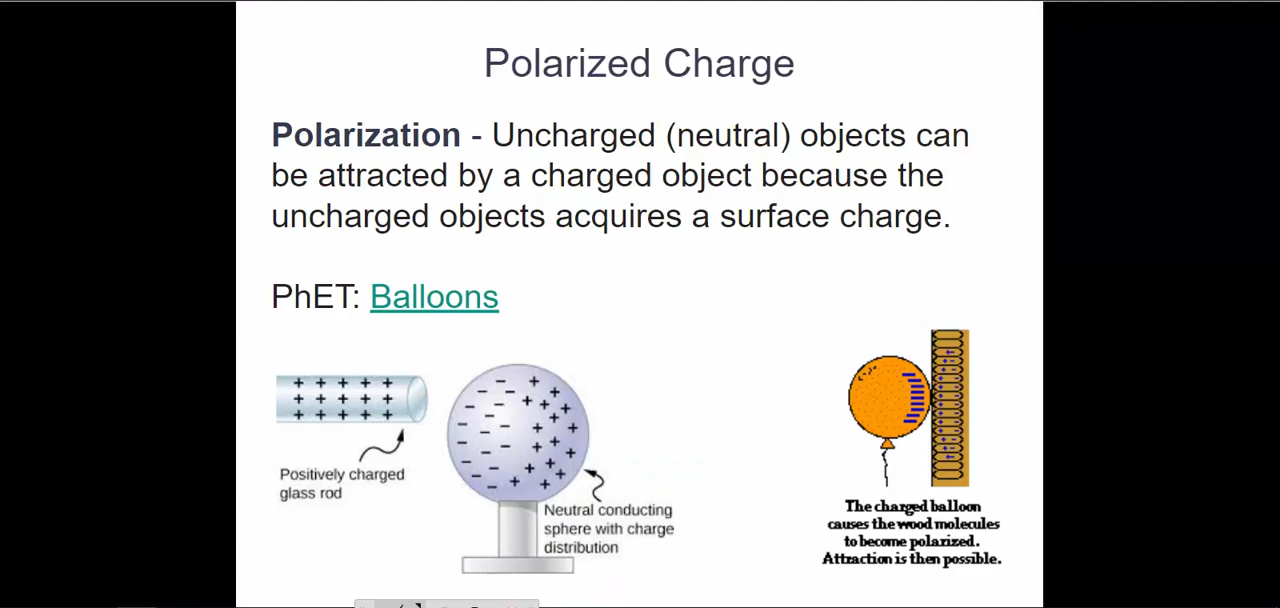 Polarized Charge
Polarization - Uncharged (neutral) objects can
be attracted by a charged object because the
uncharged objects acquires a surface charge.
PhET: Balloons
Positively charged
glass rod
Neutral conducting
sphere with charge
distribution
The charged balloon
causes the wood molecules
to become polarized.
Attraction is then possible.